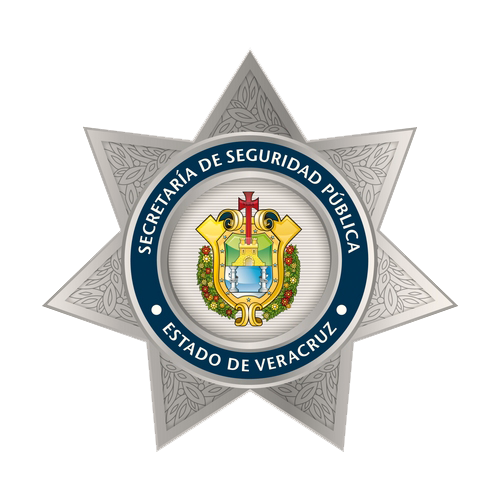 SECRETARÍA DE SEGURIDAD PÚBLICA
ESTADO DE VERACRUZ